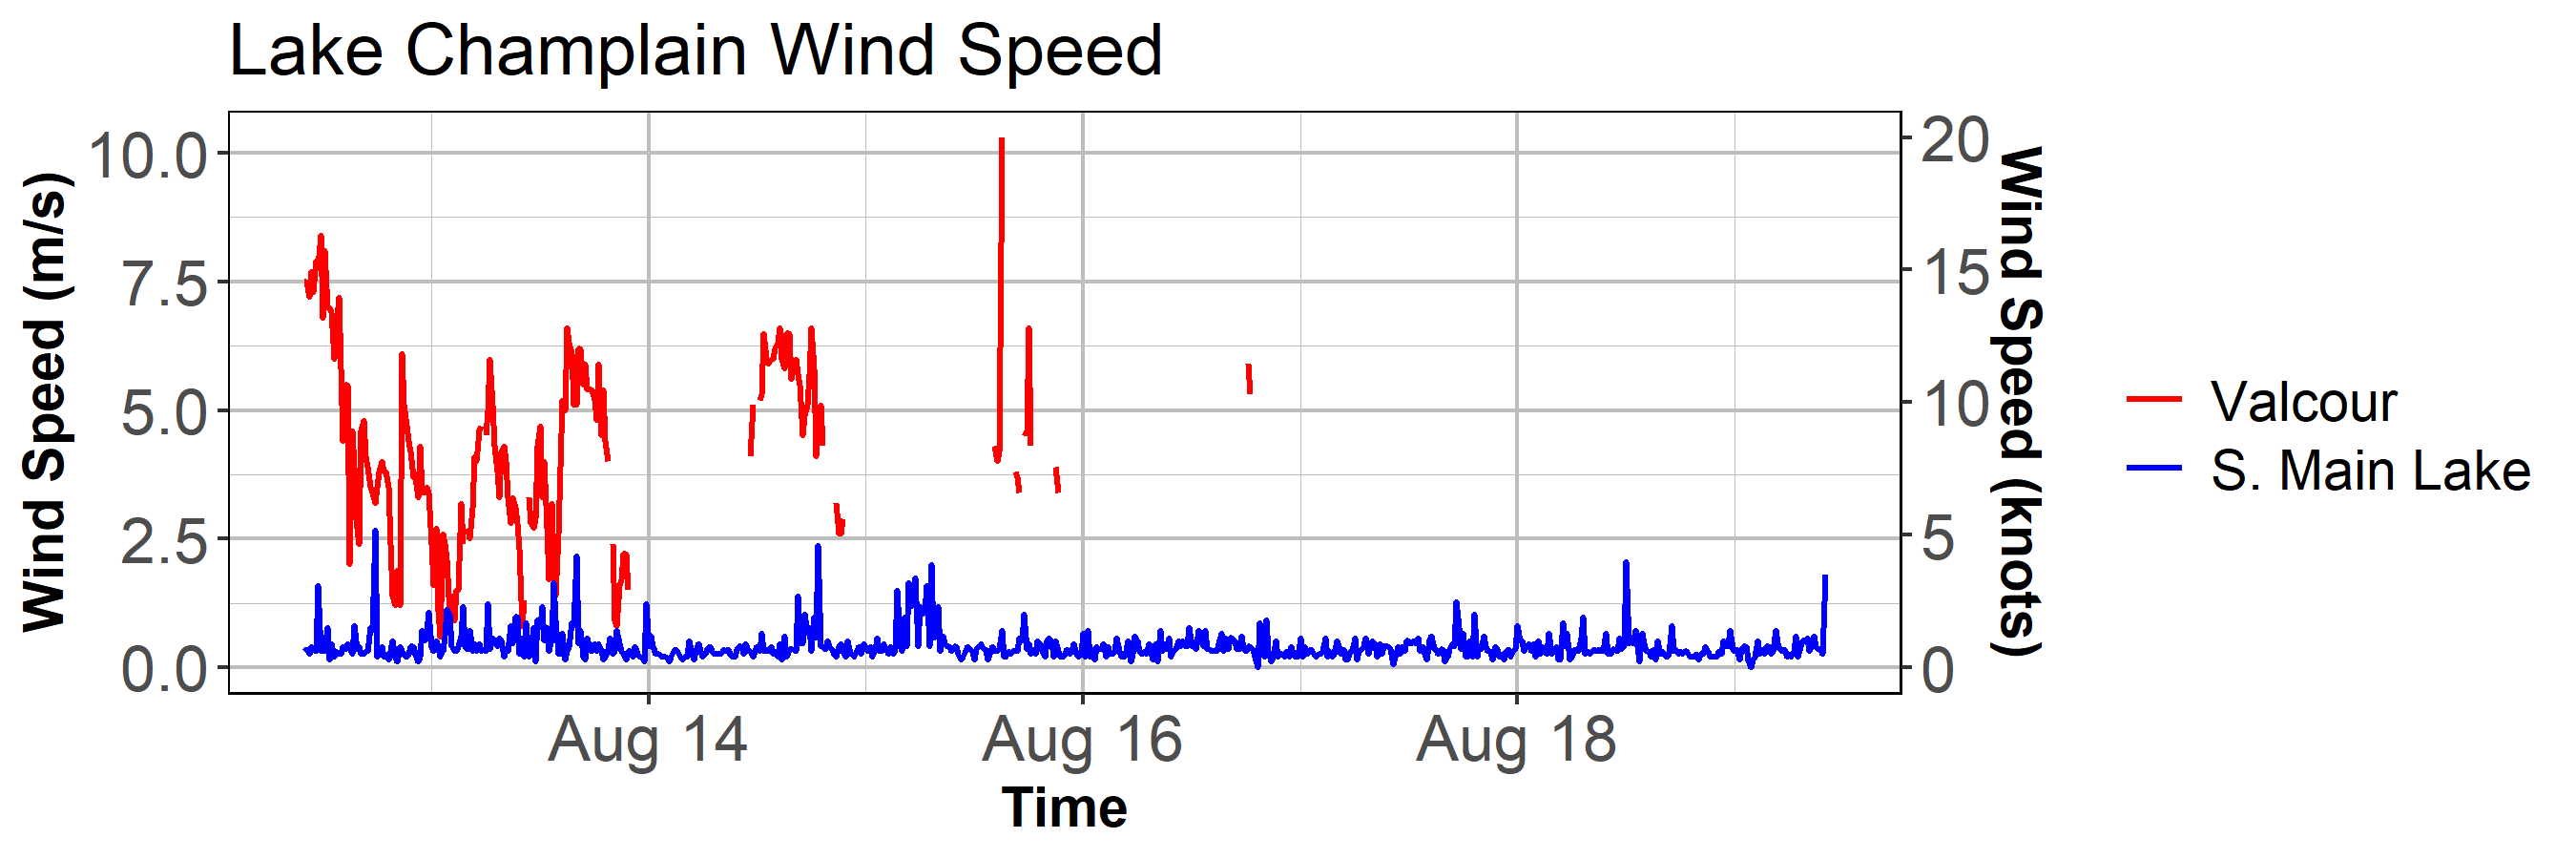 Lake Champlain Wind Speed
Wind Speed (m/s)
10.0
7.5
5.0
2.5
0.0
20
15
10
5
0
Wind Speed (knots)
Aug 14
Aug 16
Aug 18
Time
Valcour
S. Main Lake